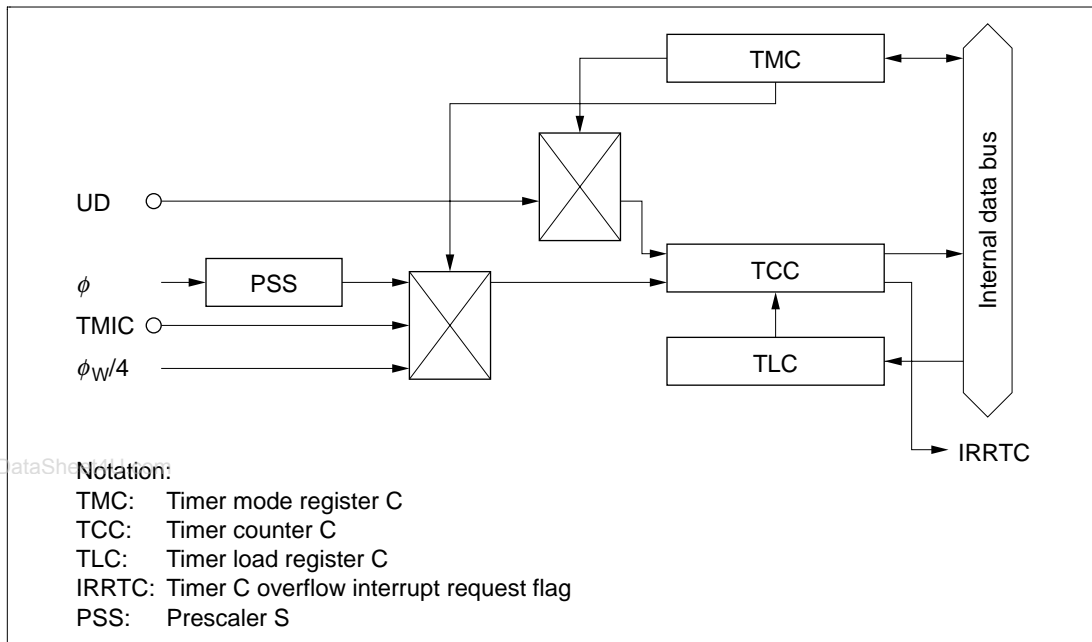 TMC
UD
TCC
Internal data bus
ϕ
PSS
TMIC
ϕW/4
TLC
IRRTC
Notation:
TMC: Timer mode register C
TCC: Timer counter C
TLC: Timer load register C
IRRTC: Timer C overflow interrupt request flag
PSS: Prescaler S